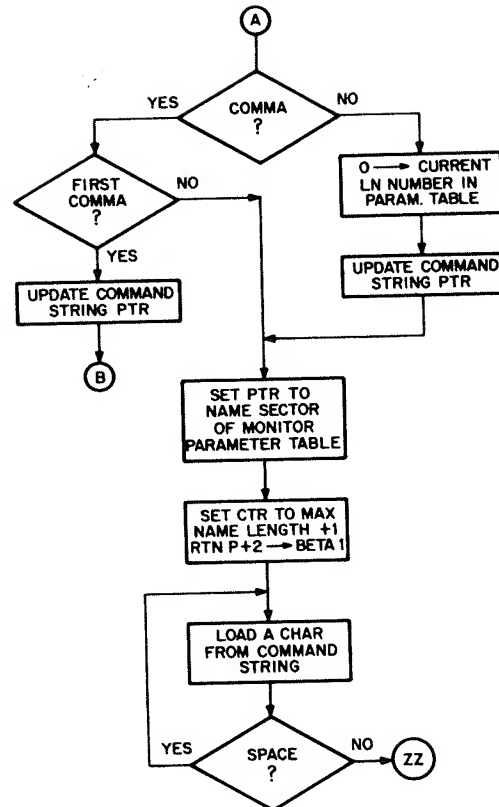 A
COMMA
?
YES
NO
FIRST
COMMA
?
NO
YES
O → CURRENT
LN NUMBER IN
PARAM. TABLE
UPDATE COMMAND
STRING PTR
UPDATE COMMAND
STRING PTR
B
SET PTR TO
NAME SECTOR
OF MONITOR
PARAMETER TABLE
SET CTR TO MAX
NAME LENGTH +1
RTN P+2 → BETA 1
LOAD A CHAR
FROM COMMAND
STRING
YES
SPACE
?
NO
ZZ